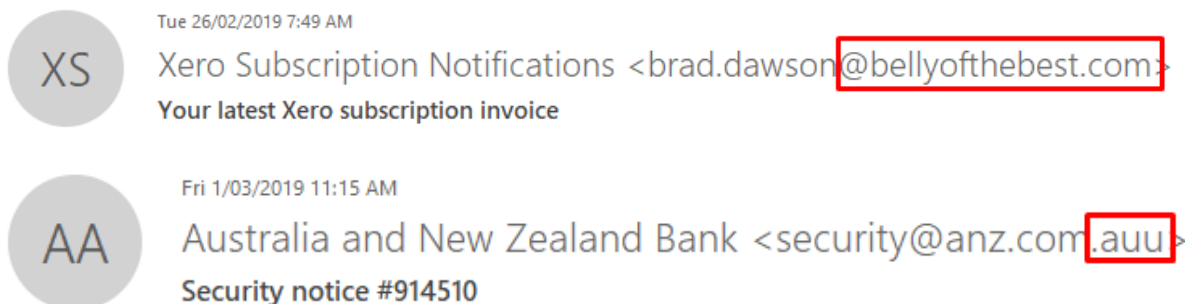 Tue 26/02/2019 7:49 AM
XS
Xero Subscription Notifications <brad.dawson@bellyofthebest.com>
Your latest Xero subscription invoice
Fri 1/03/2019 11:15 AM
AA
Australia and New Zealand Bank <security@anz.com.auu>
Security notice #914510